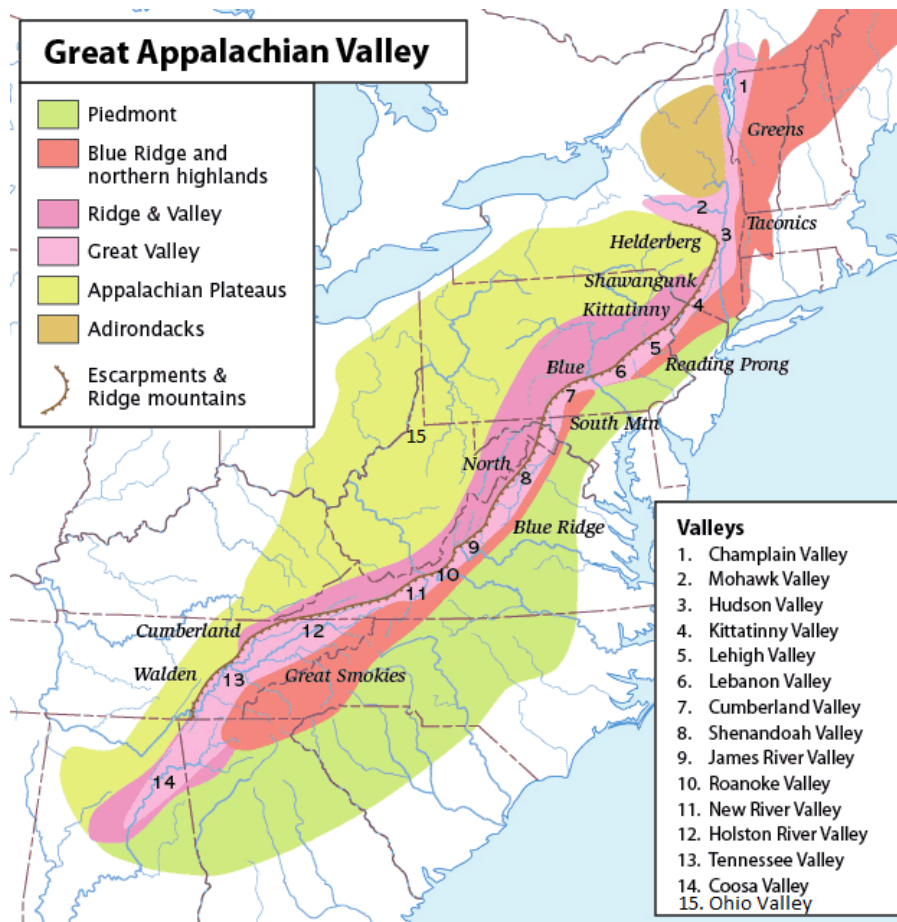 Great Appalachian Valley
Piedmont
Blue Ridge and
northern highlands
Ridge & Valley
Great Valley
Appalachian Plateaus
Adirondacks
Escarpments &
Ridge mountains
1
Greens
2
Taconics
3
Helderberg
Shawangunk
Kittatinny
4
5
Reading Prong
Blue
6
7
South Mtn
15
North
8
Blue Ridge
9
10
11
Cumberland
12
Walden
13
Great Smokies
14
Valleys
1. Champlain Valley
2. Mohawk Valley
3. Hudson Valley
4. Kittatinny Valley
5. Lehigh Valley
6. Lebanon Valley
7. Cumberland Valley
8. Shenandoah Valley
9. James River Valley
10. Roanoke Valley
11. New River Valley
12. Holston River Valley
13. Tennessee Valley
14. Coosa Valley
15. Ohio Valley